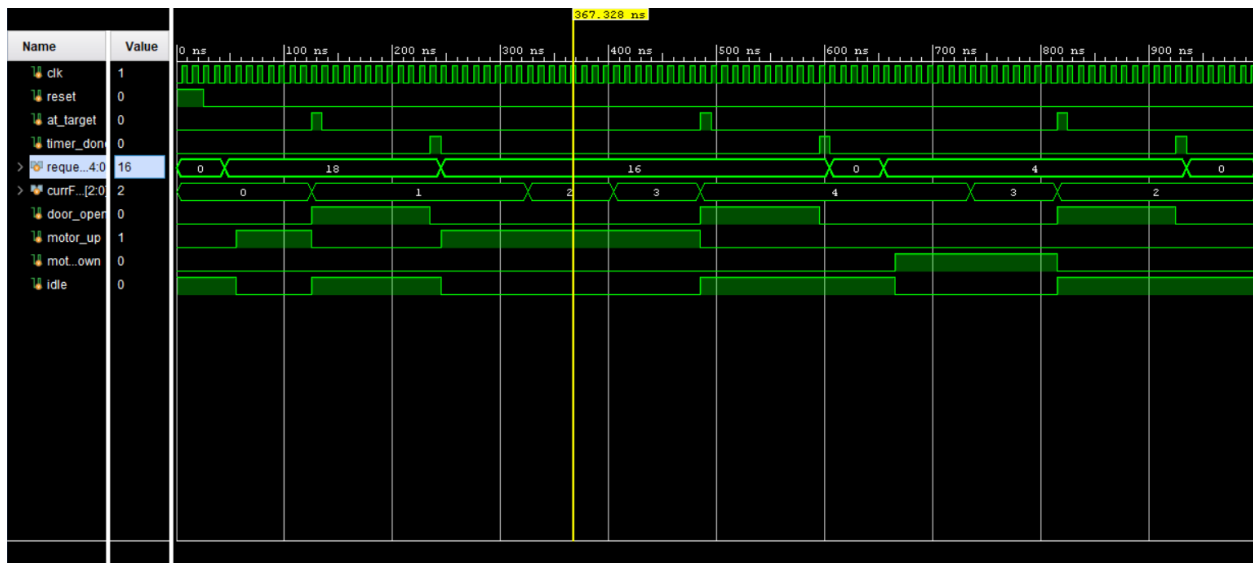 367.328 ns
Name Value
0 ns 100 ns 200 ns 300 ns 400 ns 500 ns 600 ns 700 ns 800 ns 900 ns
clk 1
reset 0
at_target 0
timer_don 0
reque...4:0 16 0 18 16 0 4 0
currF...[2:0] 2 0 1 2 3 4 3 2
door_oper 0
motor_up 1
mot...own 0
idle 0